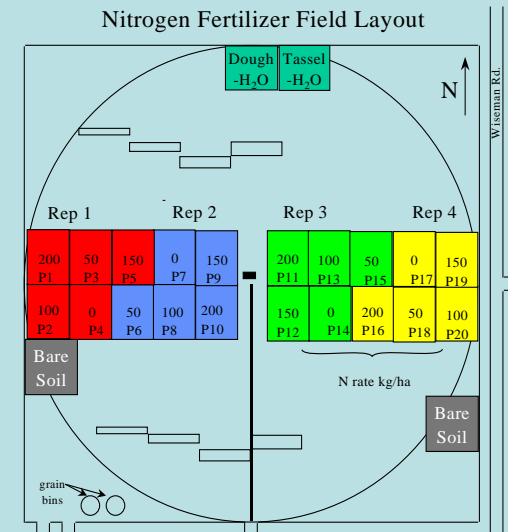 Nitrogen Fertilizer Field Layout
Dough
-H₂O
Tassel
-H₂O
N
Wiseman Rd.
Rep 1
Rep 2
Rep 3
Rep 4
200
P1
50
P3
150
P5
0
P7
150
P9
200
P11
100
P13
50
P15
0
P17
150
P19
100
P2
0
P4
50
P6
100
P8
200
P10
150
P12
0
P14
200
P16
50
P18
100
P20
Bare
Soil
N rate kg/ha
Bare
Soil
grain
bins